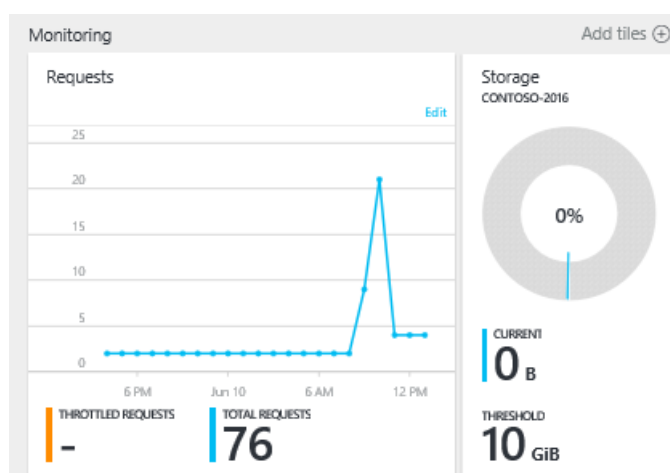 Monitoring
Add tiles
Requests
Edit
25
20
15
10
5
0
6 PM Jun 10 6 AM 12 PM
THROTTLED REQUESTS
-
TOTAL REQUESTS
76
Storage
CONTOSO-2016
0%
CURRENT
0 B
THRESHOLD
10 GiB